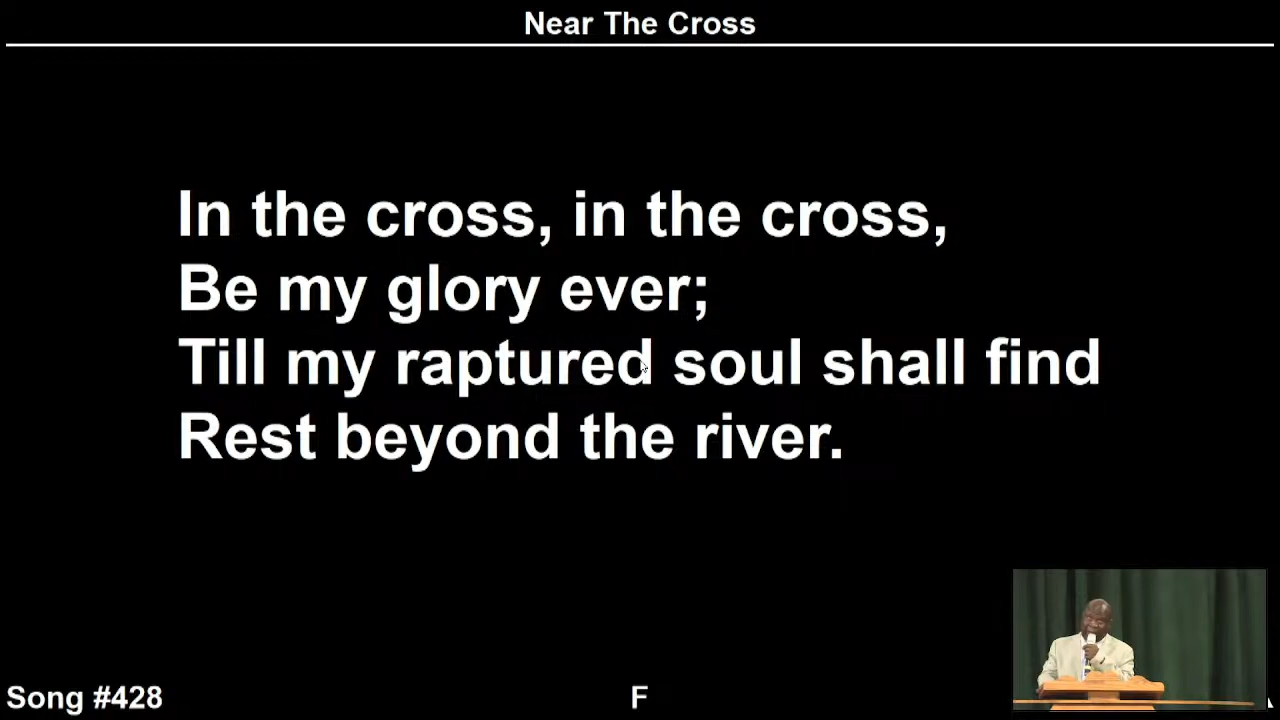 Near The Cross
In the cross, in the cross,
Be my glory ever;
Till my raptured soul shall find
Rest beyond the river.
Song #428
F